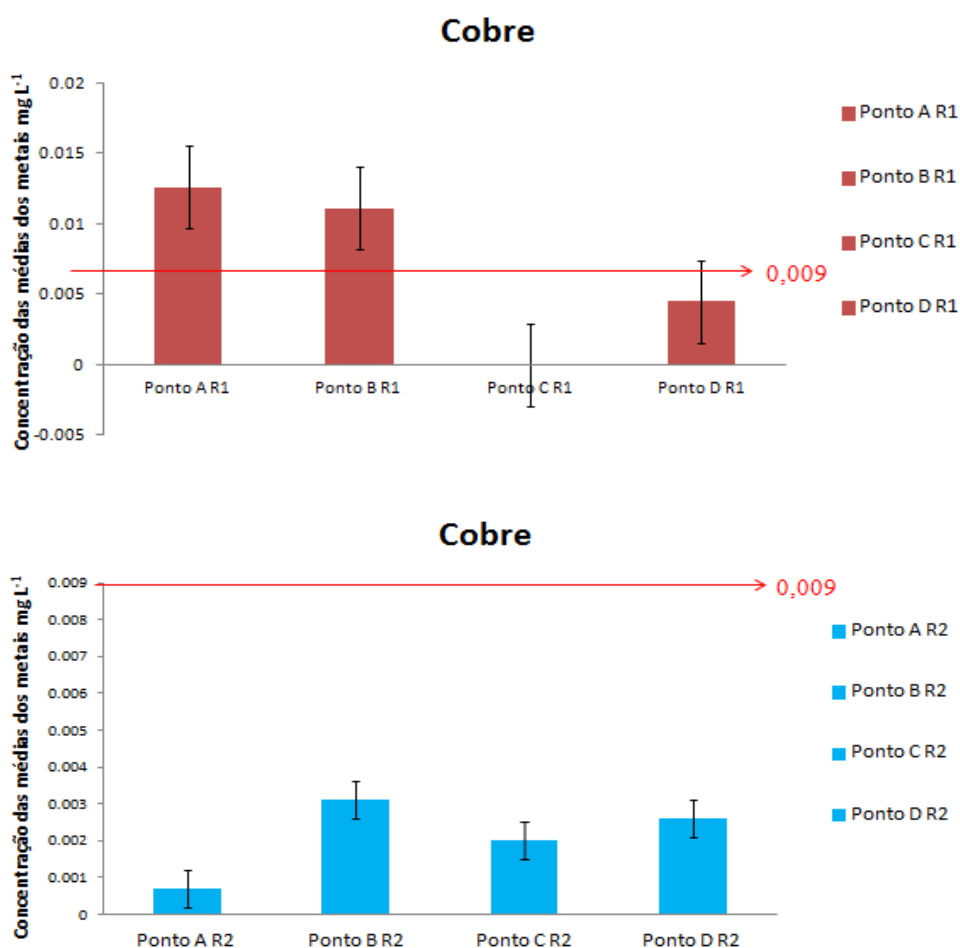 Cobre
Concentração das médias dos metais mg L-1
0.02
0.015
0.01
0.005
0
-0.005
0,009
Ponto A R1
Ponto B R1
Ponto C R1
Ponto D R1
Ponto A R1
Ponto B R1
Ponto C R1
Ponto D R1
Cobre
Concentração das médias dos metais mg L-1
0.009
0.008
0.007
0.006
0.005
0.004
0.003
0.002
0.001
0
0,009
Ponto A R2
Ponto B R2
Ponto C R2
Ponto D R2
Ponto A R2
Ponto B R2
Ponto C R2
Ponto D R2